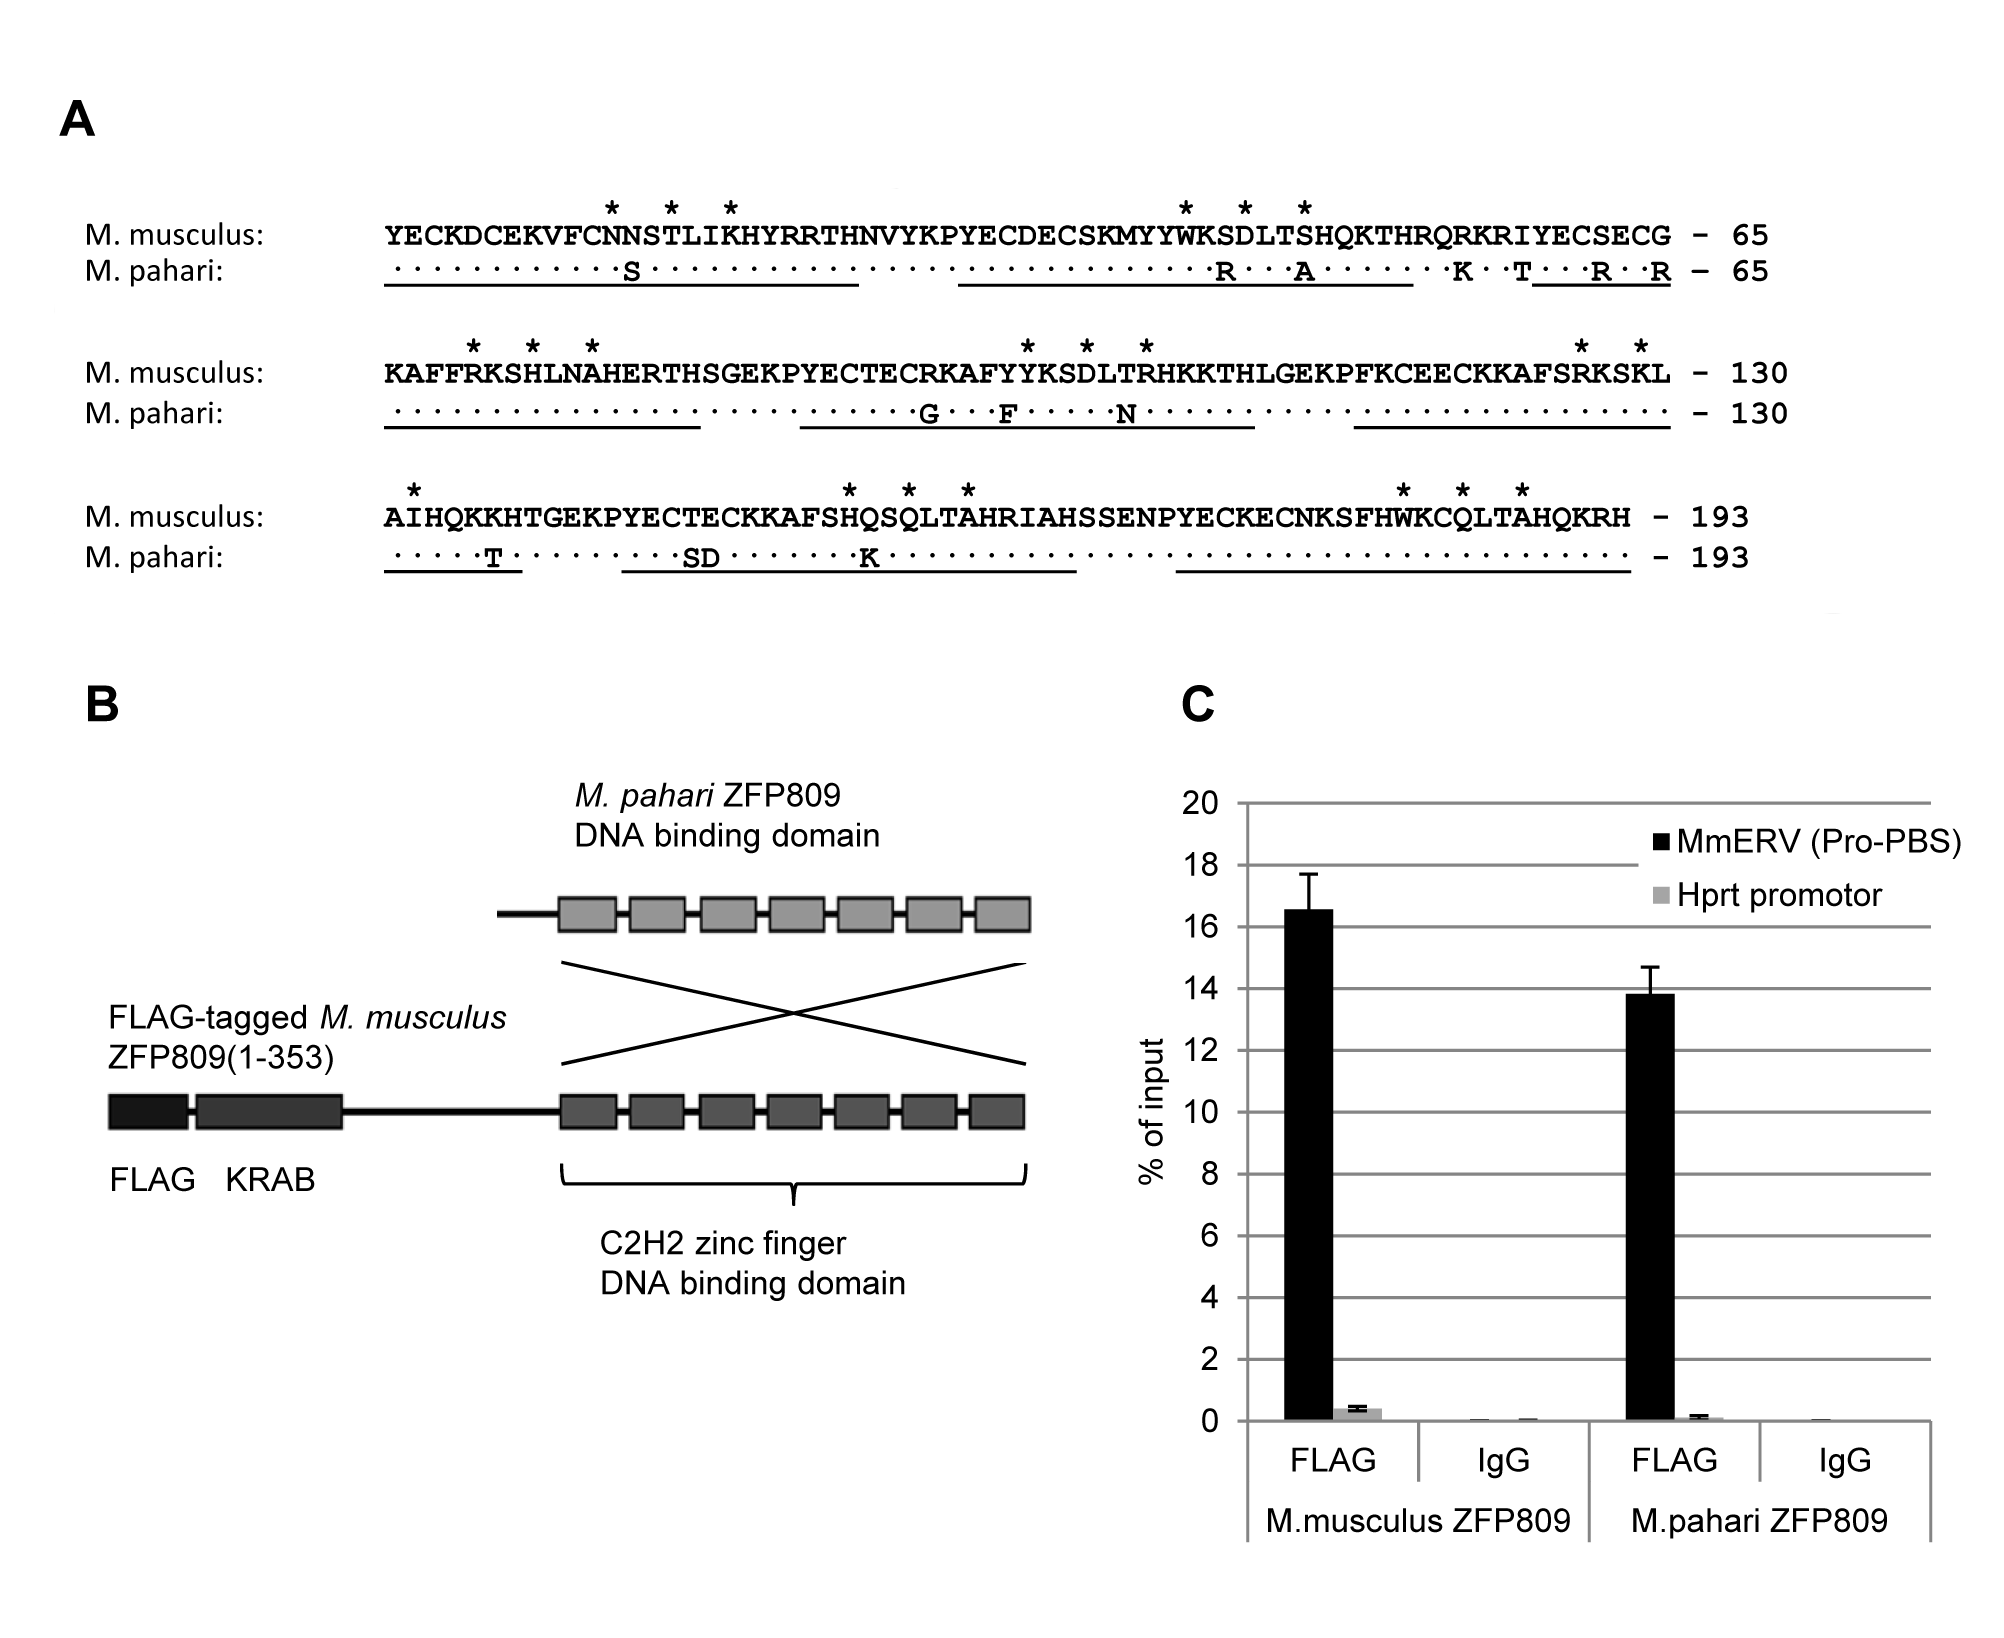 A
* * * * * *
M. musculus: YECKDCEKVFCNNSTLIKHYRRTHNVYKPYECDECSKMYYWKSDLTSHQKTHRQRKRIYECSECG – 65
M. pahari: ············S·····························R···A·······K··T···R··R – 65
* * * * * * * *
M. musculus: KAFFRKSHLNAHERTHSGEKPYECTECRKAFYYKSDLTRHKKTHLGEKPFKCEECKKAFSRKSKL – 130
M. pahari: ···························G···F·····N··························· – 130
* * * * * * *
M. musculus: AIHQKKHTGEKPYECTECKKAFSHQSQLTAHRIAHSSENPYECKECNKSFHWKCQLTAHQKRH – 193
M. pahari: ·····T·········SD·······K······································ – 193
B
M. pahari ZFP809
DNA binding domain
FLAG-tagged M. musculus
ZFP809(1-353)
FLAG KRAB
C2H2 zinc finger
DNA binding domain
C
20
18
16
14
12
10
8
6
4
2
0
% of input
MmERV (Pro-PBS)
Hprt promotor
FLAG IgG FLAG IgG
M.musculus ZFP809 M.pahari ZFP809